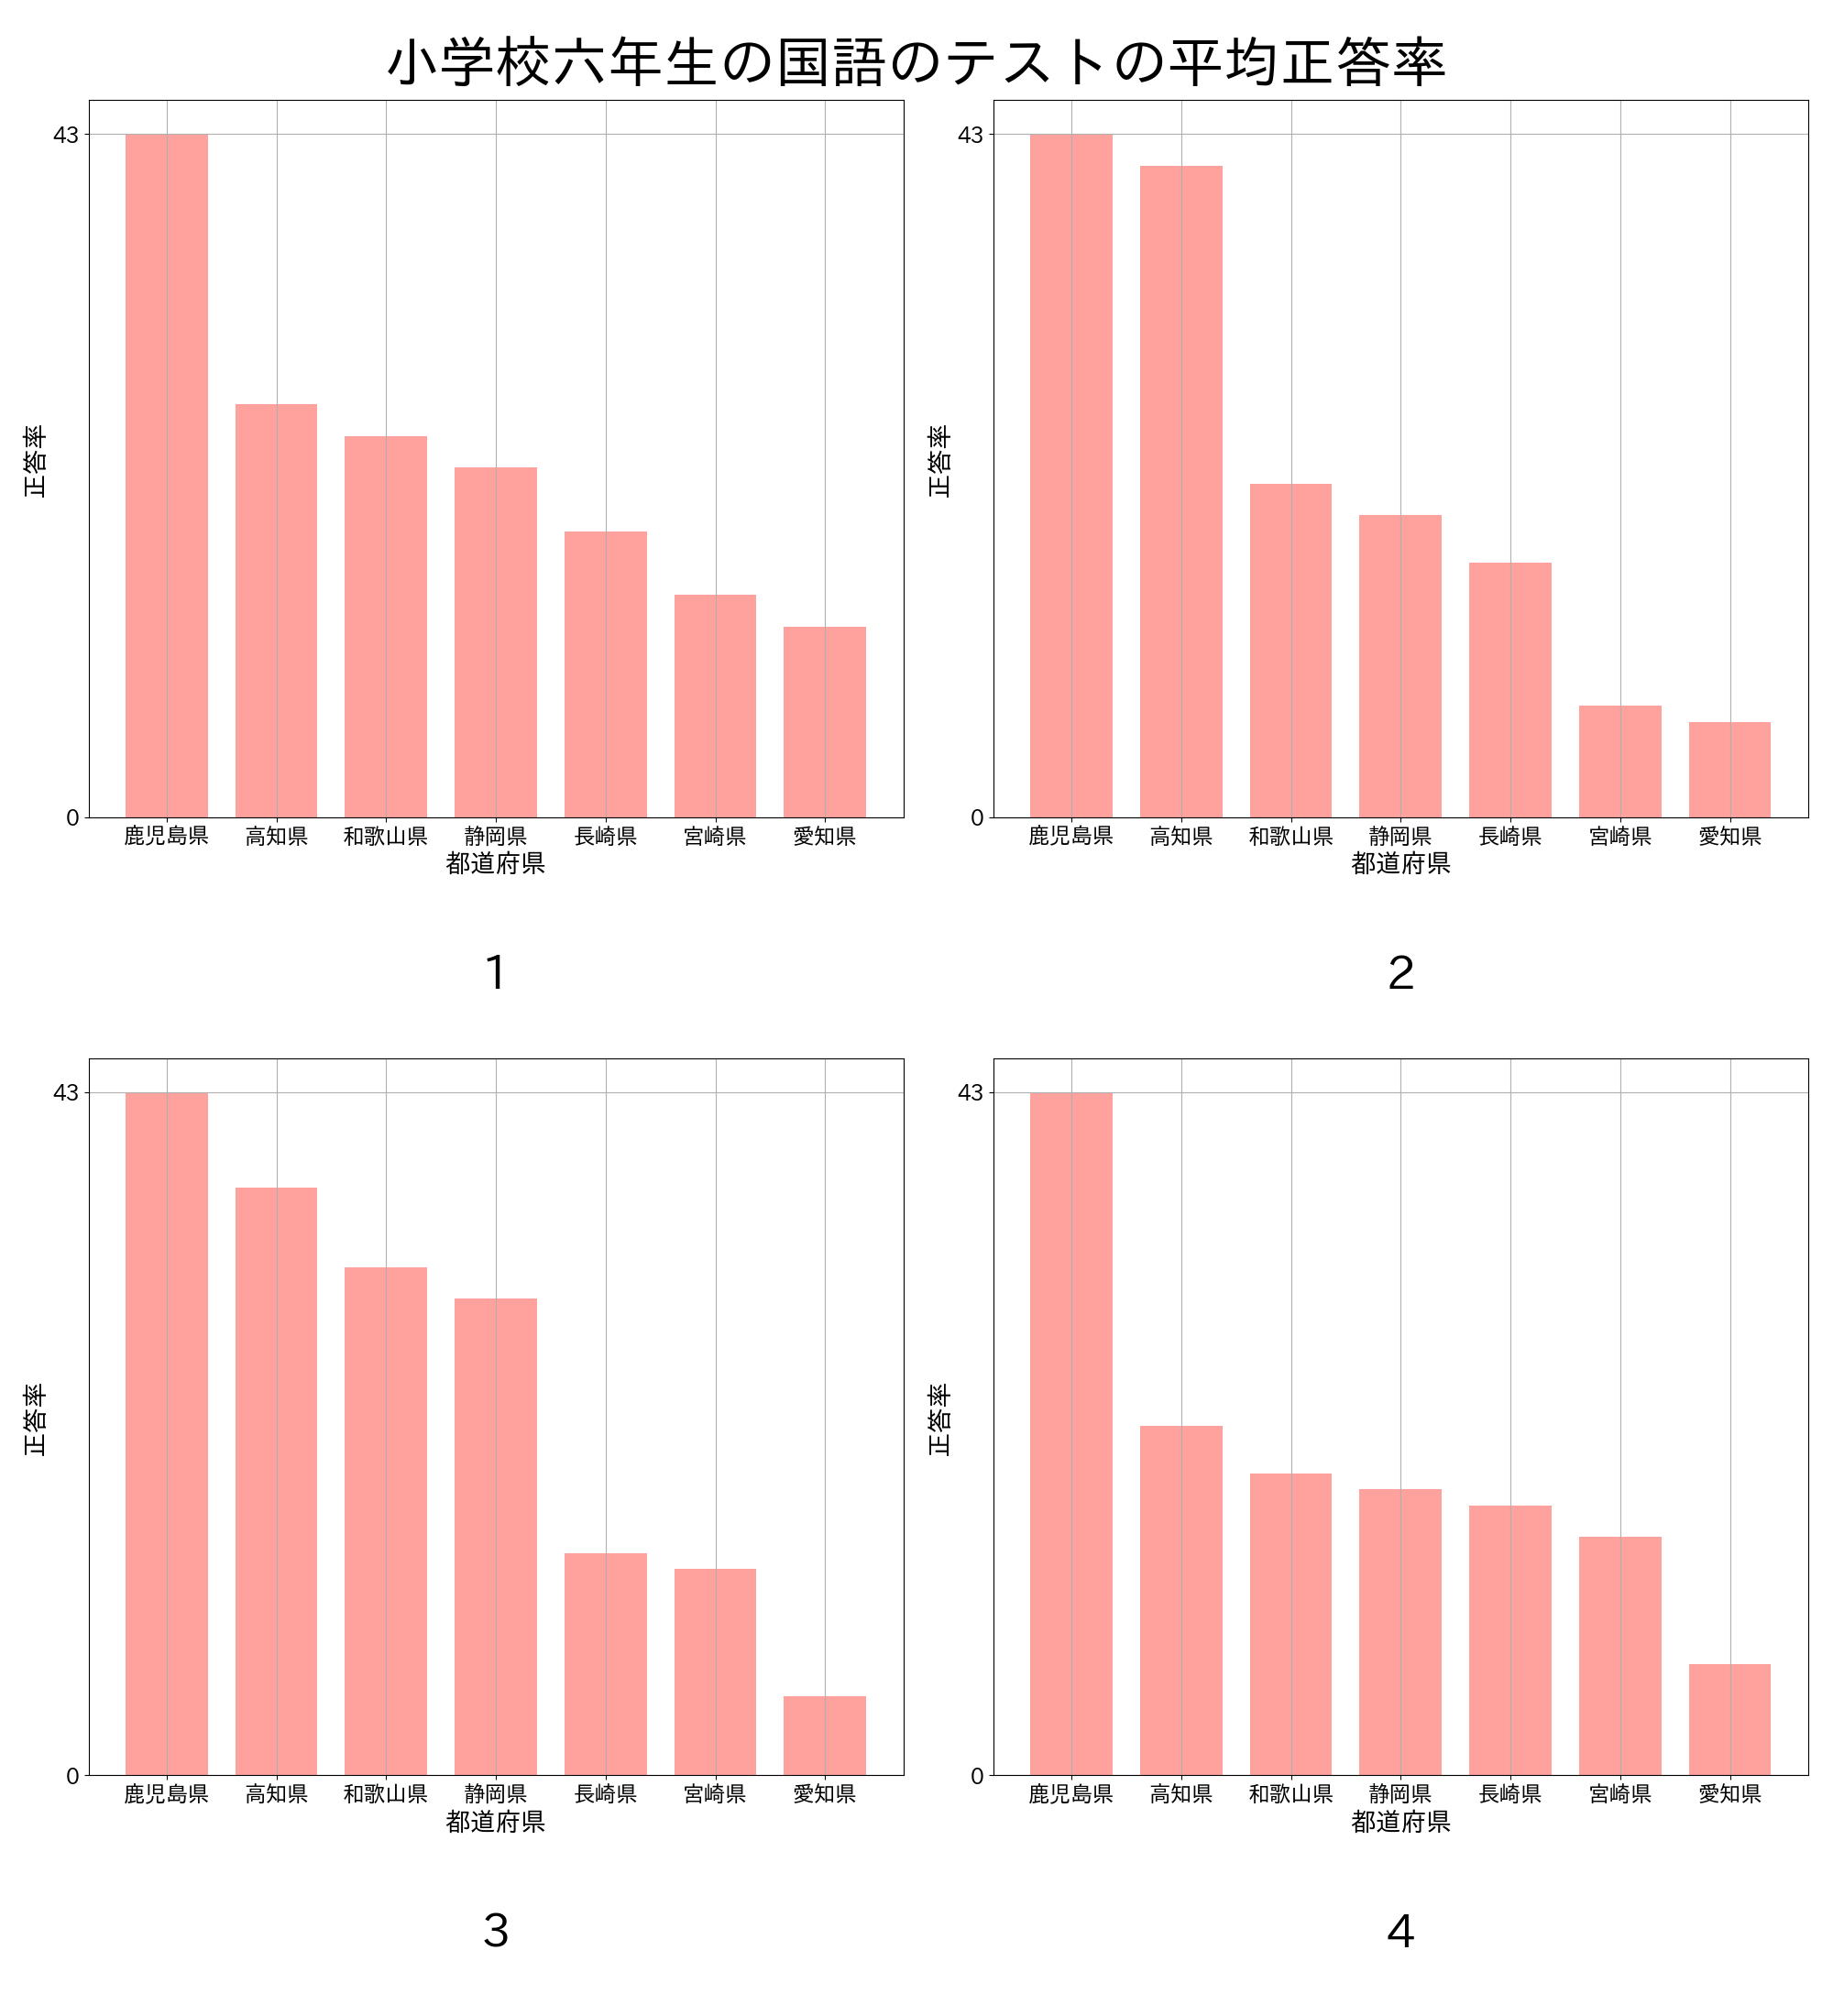 小学校六年生の国語のテストの平均正答率
43
0
正答率
鹿児島県 高知県 和歌山県 静岡県 長崎県 宮崎県 愛知県
都道府県
1
43
0
正答率
鹿児島県 高知県 和歌山県 静岡県 長崎県 宮崎県 愛知県
都道府県
2
43
0
正答率
鹿児島県 高知県 和歌山県 静岡県 長崎県 宮崎県 愛知県
都道府県
3
43
0
正答率
鹿児島県 高知県 和歌山県 静岡県 長崎県 宮崎県 愛知県
都道府県
4